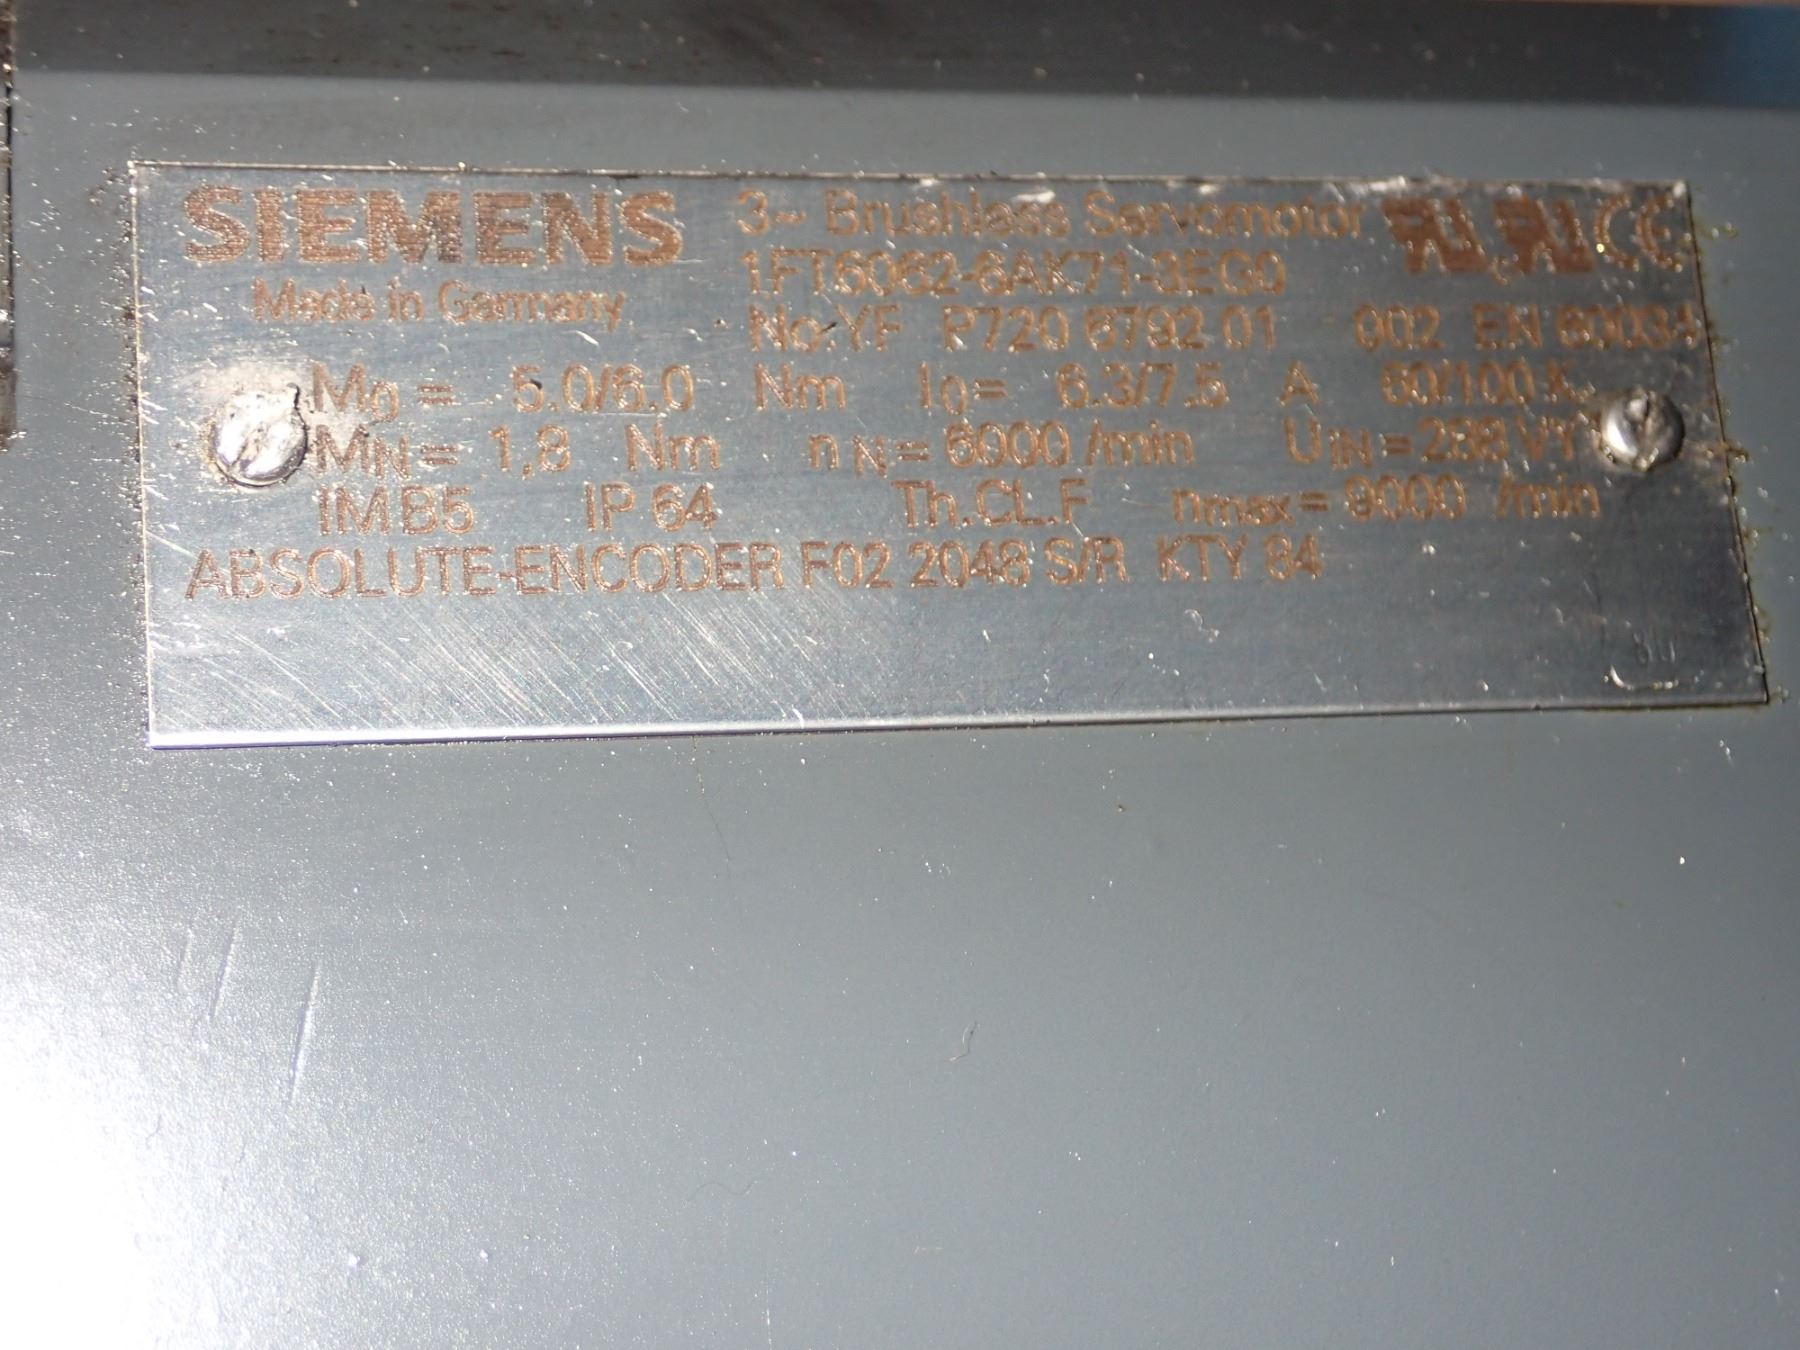 SIEMENS 3~ Brushless Servomotor
1FT6062-6AK71-3EG0
Made in Germany
No.YF P720 6792 01 002 EN 60034
M0 = 5.0/6.0 Nm I0 = 6.3/7.5 A 60/100 K
MN = 1,8 Nm nN = 6000 /min UiN = 288 VY
IM B5 IP 64 Th.CL.F nmax = 9000 /min
ABSOLUTE-ENCODER F02 2048 S/R KTY 84